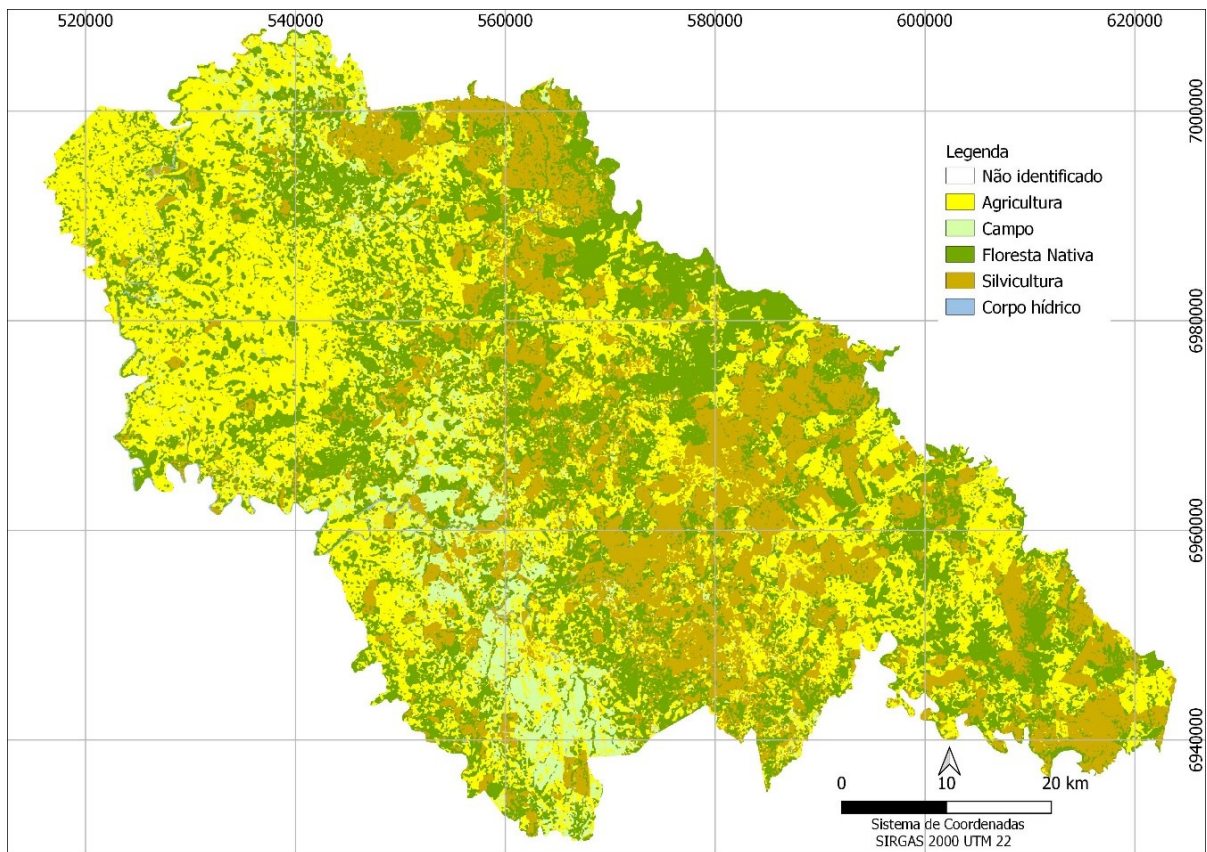 520000
540000
560000
580000
600000
620000
7000000
Legenda
Não identificado
Agricultura
Campo
Floresta Nativa
Silvicultura
Corpo hídrico
6980000
6960000
6940000
0
10
20 km
Sistema de Coordenadas
SIRGAS 2000 UTM 22